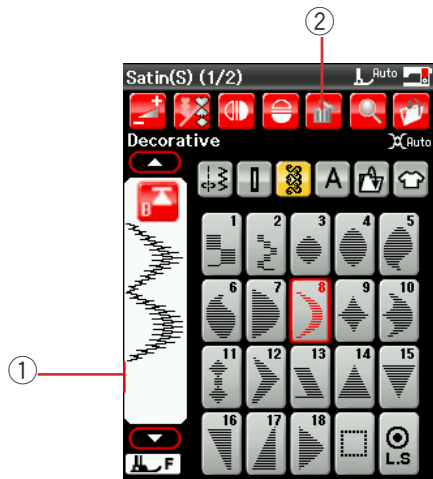 ②
Satin(S) (1/2)
Auto
Decorative
Auto
A
B
1 2 3 4 5
6 7 8 9 10
①
11 12 13 14 15
16 17 18
L.S
F